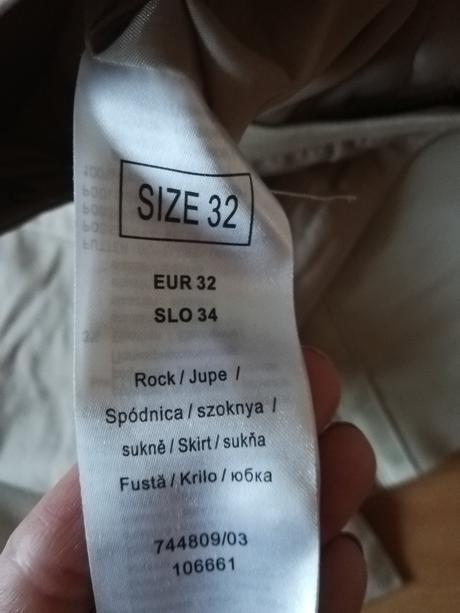 SIZE 32
EUR 32
SLO 34
Rock / Jupe /
Spódnica / szoknya /
sukně / Skirt / sukňa
Fustă / Krilo / юбка
744809/03
106661